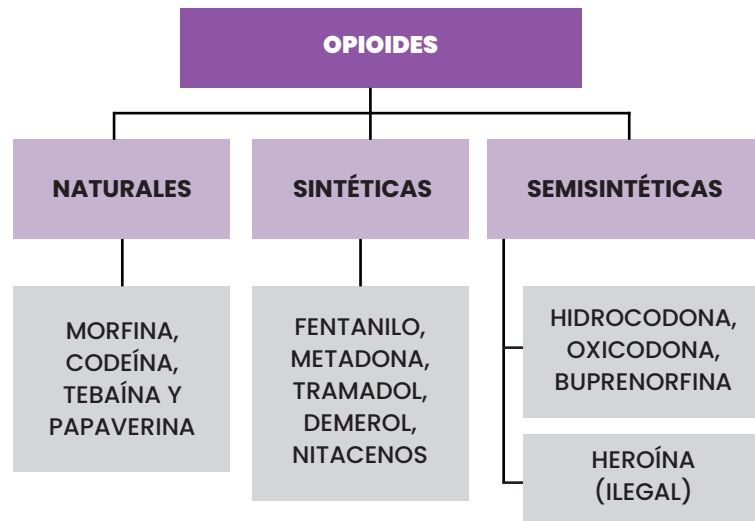 OPIOIDES
NATURALES
SINTÉTICAS
SEMISINTÉTICAS
MORFINA,
CODEÍNA,
TEBAÍNA Y
PAPAVERINA
FENTANILO,
METADONA,
TRAMADOL,
DEMEROL,
NITACENOS
HIDROCODONA,
OXICODONA,
BUPRENORFINA
HEROÍNA
(ILEGAL)